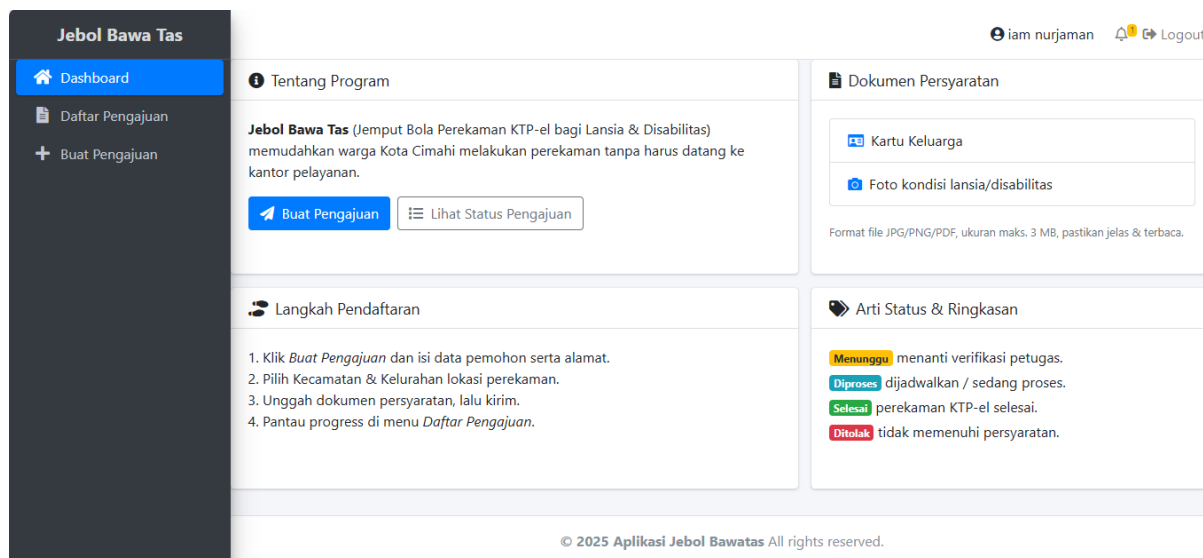 Jebol Bawa Tas
iam nurjaman
1
Logout
Dashboard
Daftar Pengajuan
Buat Pengajuan
Tentang Program
Jebol Bawa Tas (Jemput Bola Perekaman KTP-el bagi Lansia & Disabilitas)
memudahkan warga Kota Cimahi melakukan perekaman tanpa harus datang ke
kantor pelayanan.
Buat Pengajuan
Lihat Status Pengajuan
Dokumen Persyaratan
Kartu Keluarga
Foto kondisi lansia/disabilitas
Format file JPG/PNG/PDF, ukuran maks. 3 MB, pastikan jelas & terbaca.
Langkah Pendaftaran
1. Klik Buat Pengajuan dan isi data pemohon serta alamat.
2. Pilih Kecamatan & Kelurahan lokasi perekaman.
3. Unggah dokumen persyaratan, lalu kirim.
4. Pantau progress di menu Daftar Pengajuan.
Arti Status & Ringkasan
Menunggu menanti verifikasi petugas.
Diproses dijadwalkan / sedang proses.
Selesai perekaman KTP-el selesai.
Ditolak tidak memenuhi persyaratan.
© 2025 Aplikasi Jebol Bawatas All rights reserved.